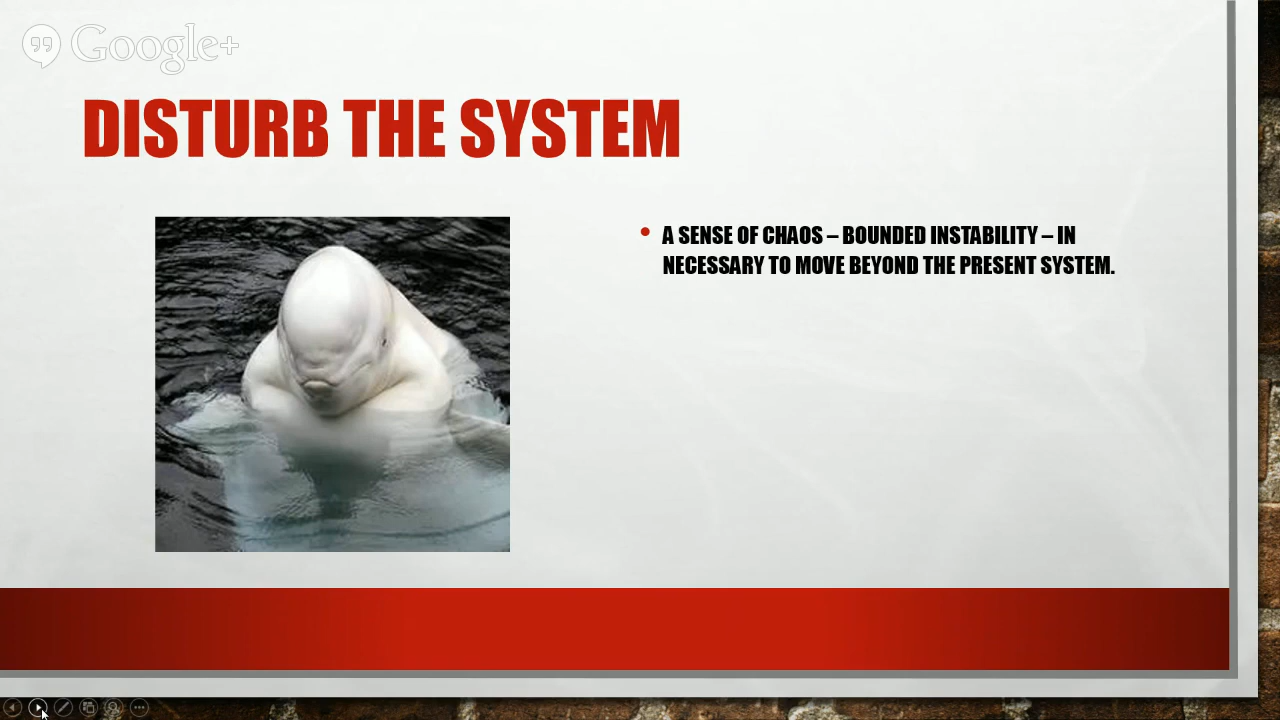 Google+
DISTURB THE SYSTEM
A SENSE OF CHAOS – BOUNDED INSTABILITY – IN
NECESSARY TO MOVE BEYOND THE PRESENT SYSTEM.